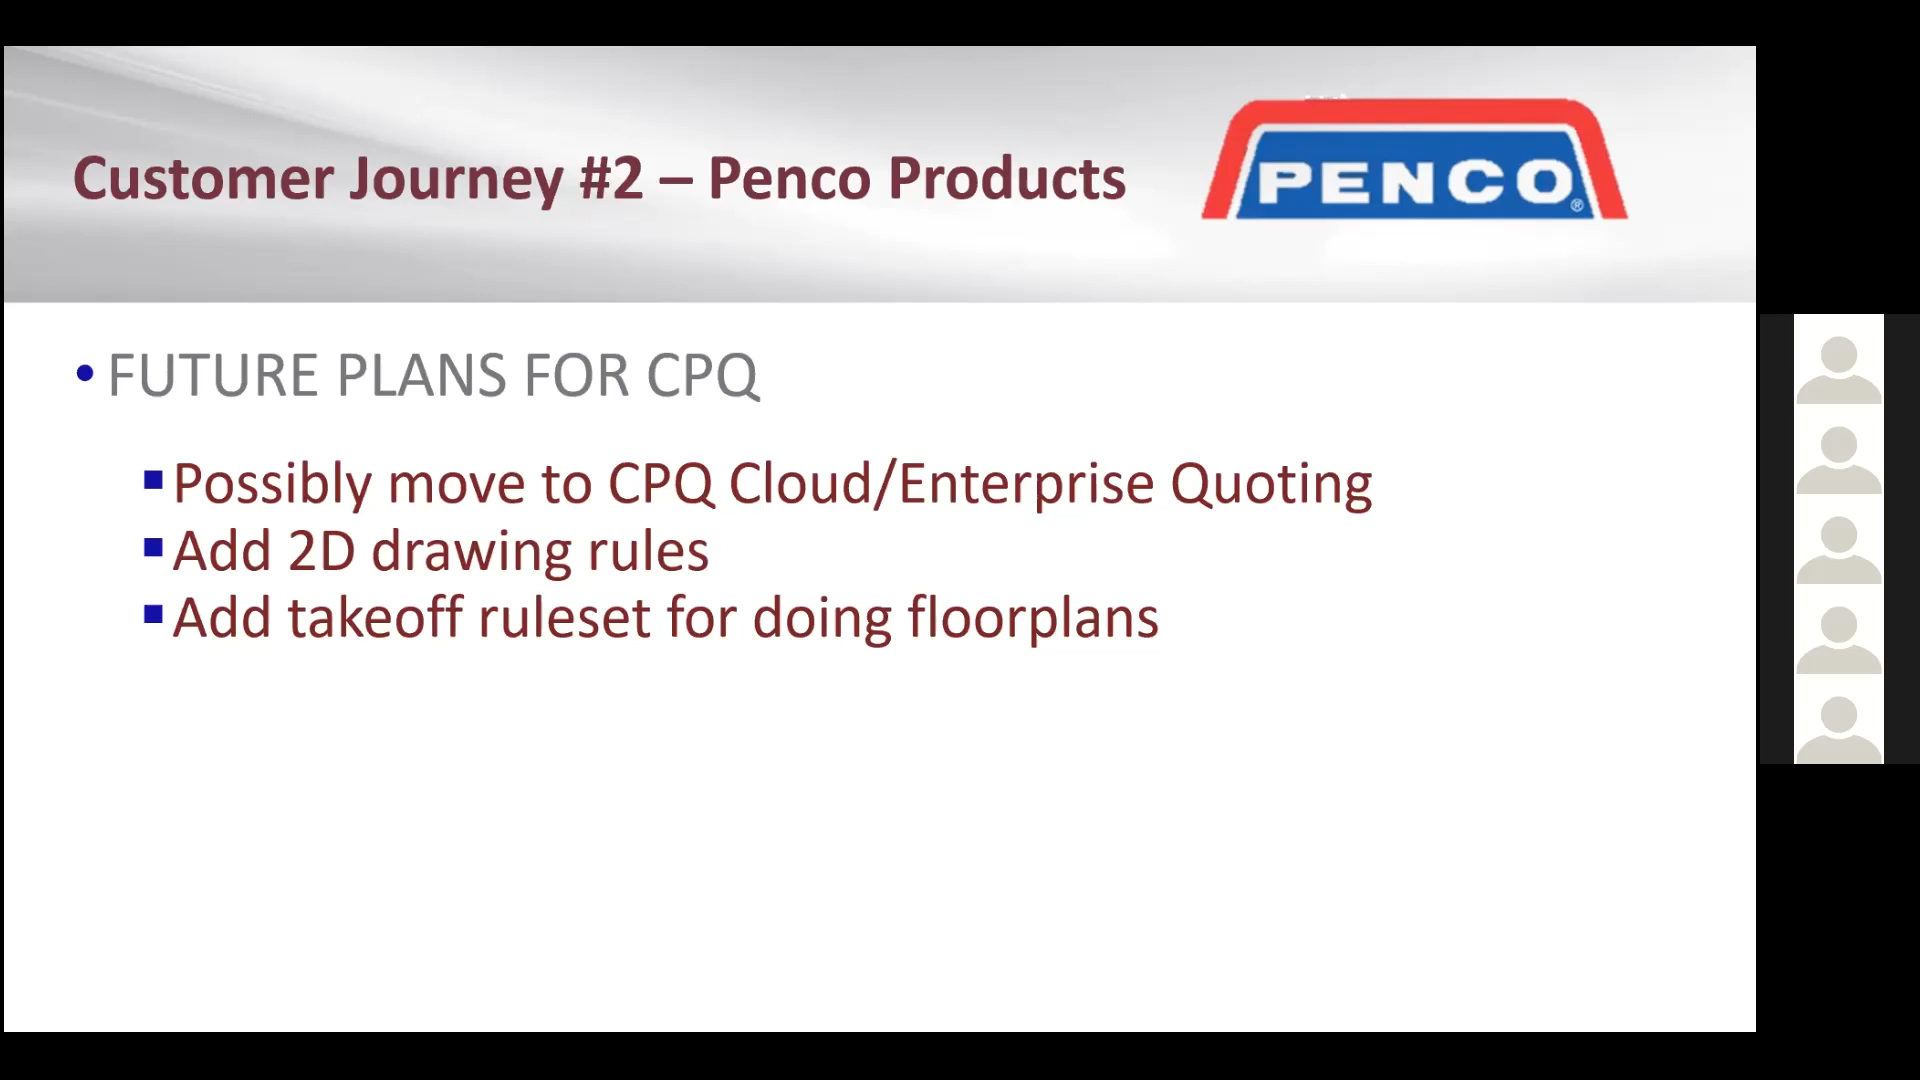 Customer Journey #2 – Penco Products
PENCO®
• FUTURE PLANS FOR CPQ
▪ Possibly move to CPQ Cloud/Enterprise Quoting
▪ Add 2D drawing rules
▪ Add takeoff ruleset for doing floorplans